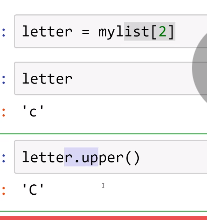 : letter = mylist[2]
: letter
: 'c'
: letter.upper()
: 'C'